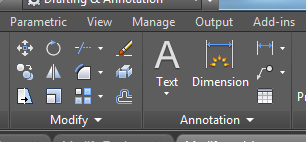 Drafting & Annotation
Parametric View Manage Output Add-ins
Text Dimension
Modify Annotation